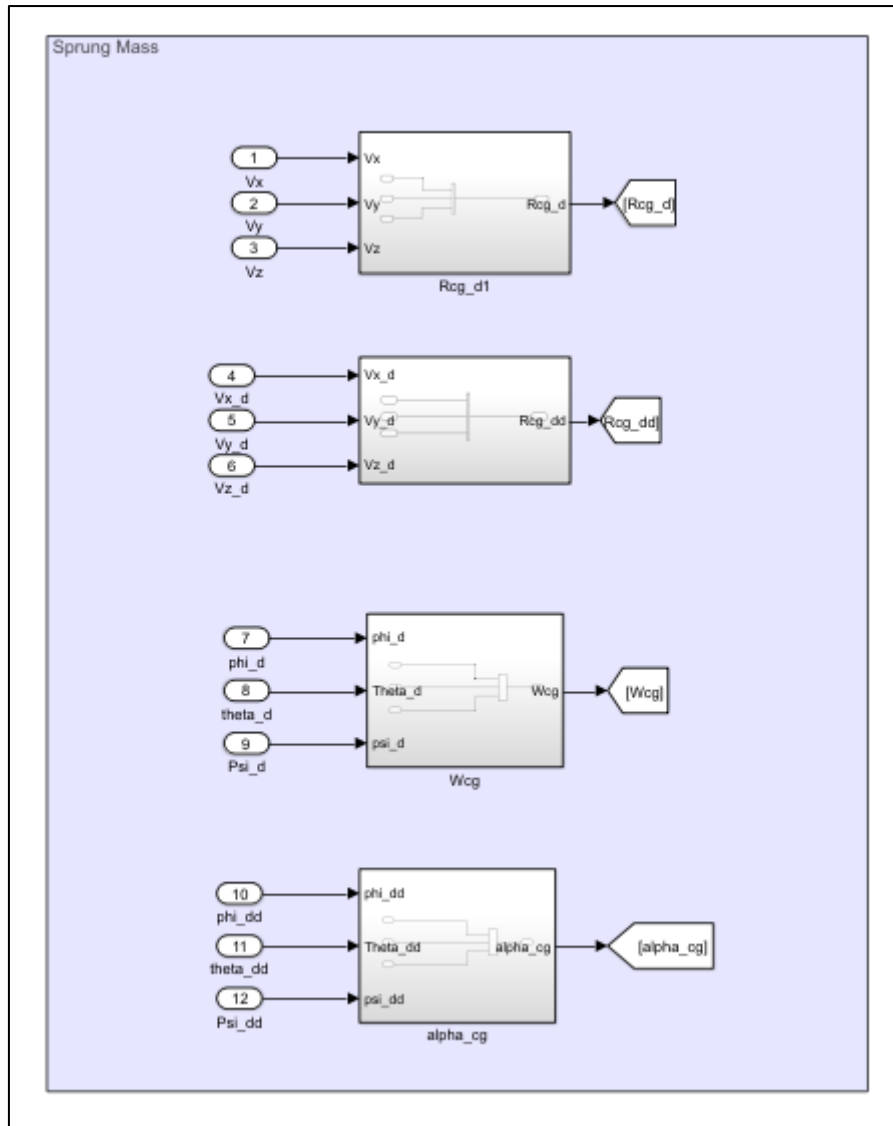 Sprung Mass
1
Vx
Vx
2
Vy
Vy
Rcg_d
[Rcg_d]
3
Vz
Vz
Rcg_d1
4
Vx_d
Vx_d
5
Vy_d
Vy_d
Rcg_dd
Rcg_dd]
6
Vz_d
Vz_d
7
phi_d
phi_d
8
theta_d
Theta_d
Wcg
[Wcg]
9
Psi_d
psi_d
Wcg
10
phi_dd
phi_dd
11
theta_dd
Theta_dd
alpha_cg
[alpha_cg]
12
Psi_dd
psi_dd
alpha_cg